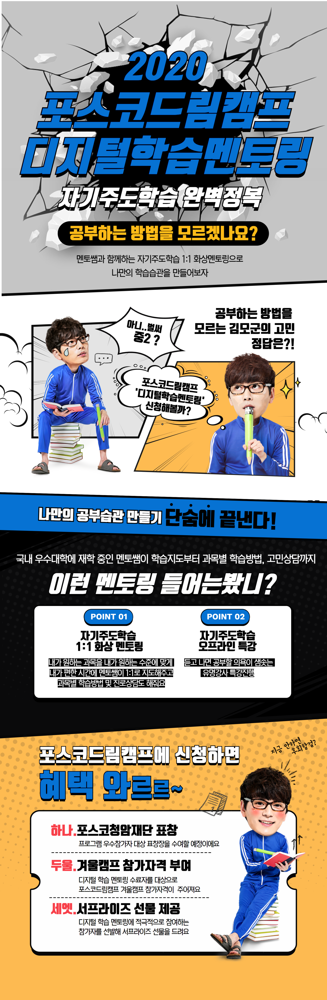 2020
포스코드림캠프
디지털학습멘토링
자기주도학습 완벽정복
공부하는 방법을 모르겠나요?
멘토쌤과 함께하는 자기주도학습 1:1 화상멘토링으로
나만의 학습습관을 만들어보자
아니..벌써
중2 ?
공부하는 방법을
모르는 김모군의 고민
정답은?!
포스코드림캠프
'디지털학습멘토링'
신청해볼까?
나만의 공부습관 만들기 단숨에 끝낸다!
국내 우수대학에 재학 중인 멘토쌤이 학습지도부터 과목별 학습방법, 고민상담까지
이런 멘토링 들어는봤니?
POINT 01
자기주도학습
1:1 화상 멘토링
내가 원하는 과목을 내가 원하는 수준에 맞게
내가 편한 시간에 멘토쌤이 1:1로 지도해주고
과목별 학습방법 및 진로상담도 해줘요
POINT 02
자기주도학습
오프라인 특강
듣고 나면 공부할 의욕이 샘솟는
유명강사 특강진행
지금 안하면
후회할걸?
포스코드림캠프에 신청하면
혜택 와르르~
하나.포스코청암재단 표창
프로그램 우수참가자 대상 표창장을 수여할 예정이에요
두울.겨울캠프 참가자격 부여
디지털 학습 멘토링 수료자를 대상으로
포스코드림캠프 겨울캠프 참가자격이 주어져요
세엣.서프라이즈 선물 제공
디지털 학습 멘토링에 적극적으로 참여하는
참가자를 선발해 서프라이즈 선물을 드려요